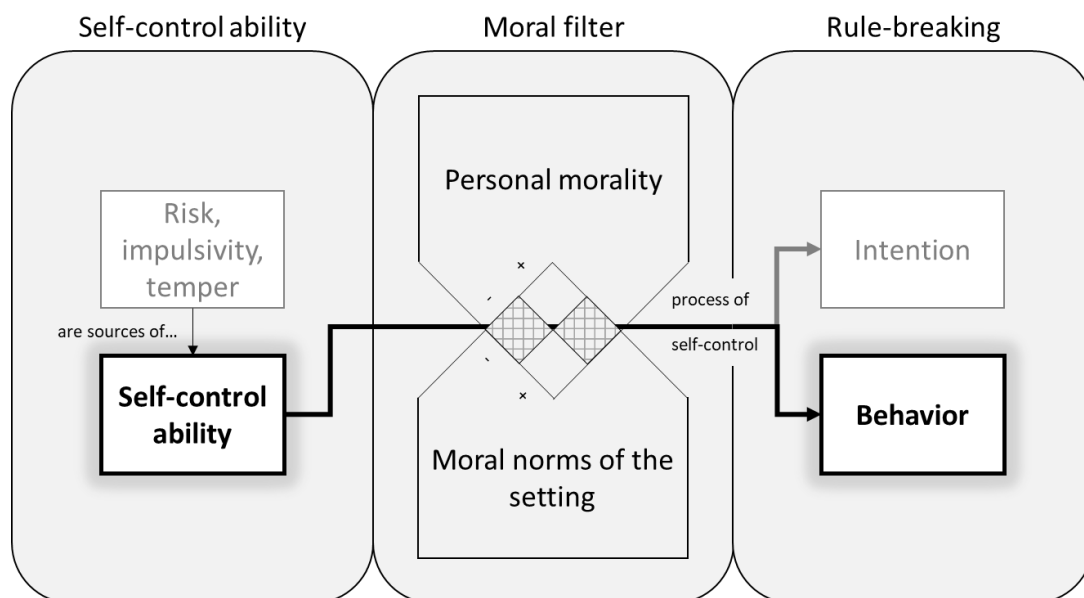 Self-control ability
Moral filter
Rule-breaking
Risk,
impulsivity,
temper
are sources of...
Self-control
ability
Personal morality
+
-
-
+
Moral norms of the
setting
process of
self-control
Intention
Behavior